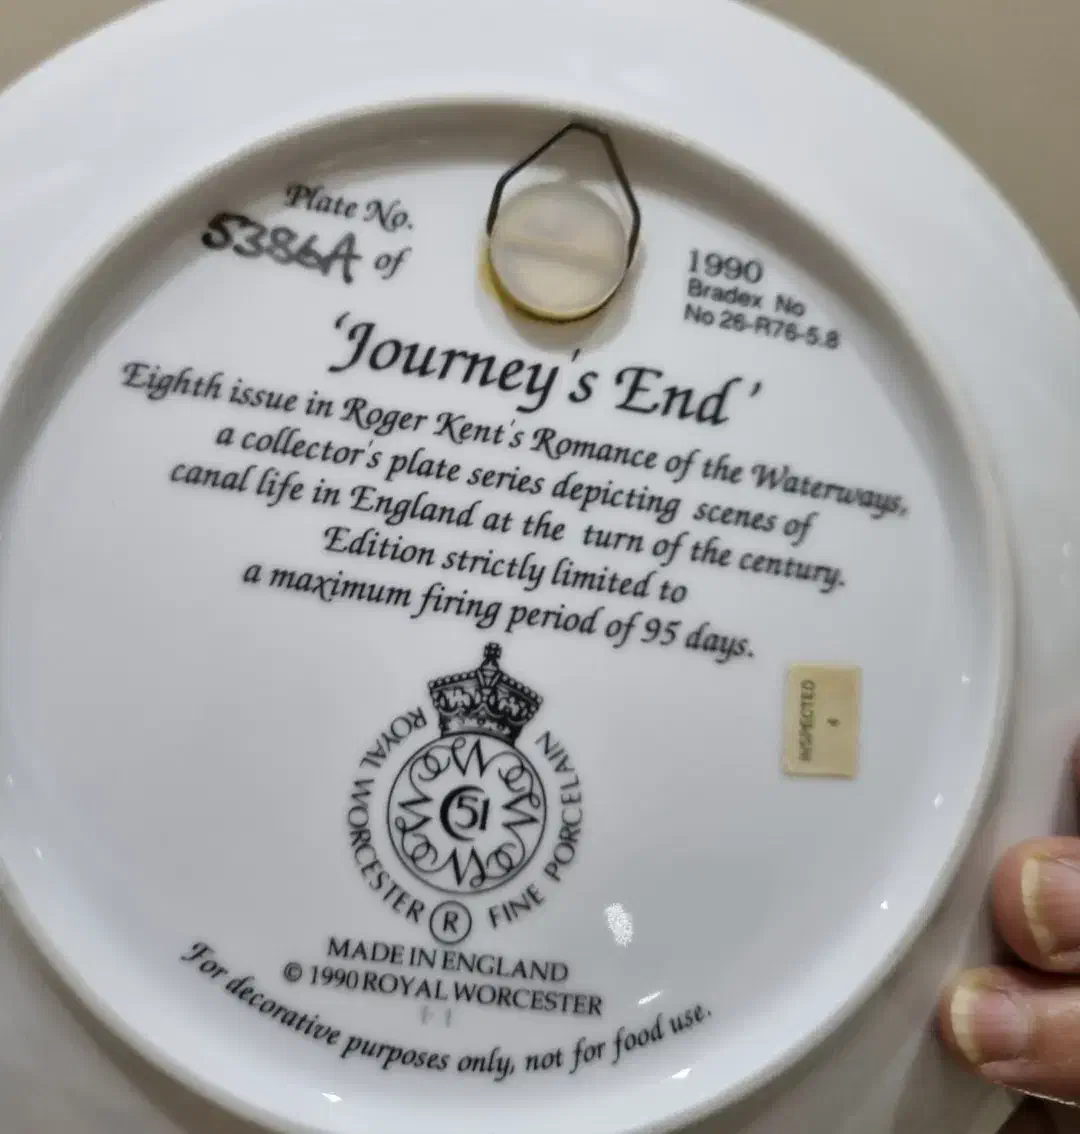 Plate No.
5386A of
1990
Bradex No
No 26-R76-5.8
'Journey's End'
Eighth issue in Roger Kent's Romance of the Waterways,
a collector's plate series depicting scenes of
canal life in England at the turn of the century.
Edition strictly limited to
a maximum firing period of 95 days.
INSPECTED
ROYAL WORCESTER ® FINE PORCELAIN
51
MADE IN ENGLAND
© 1990 ROYAL WORCESTER
For decorative purposes only, not for food use.